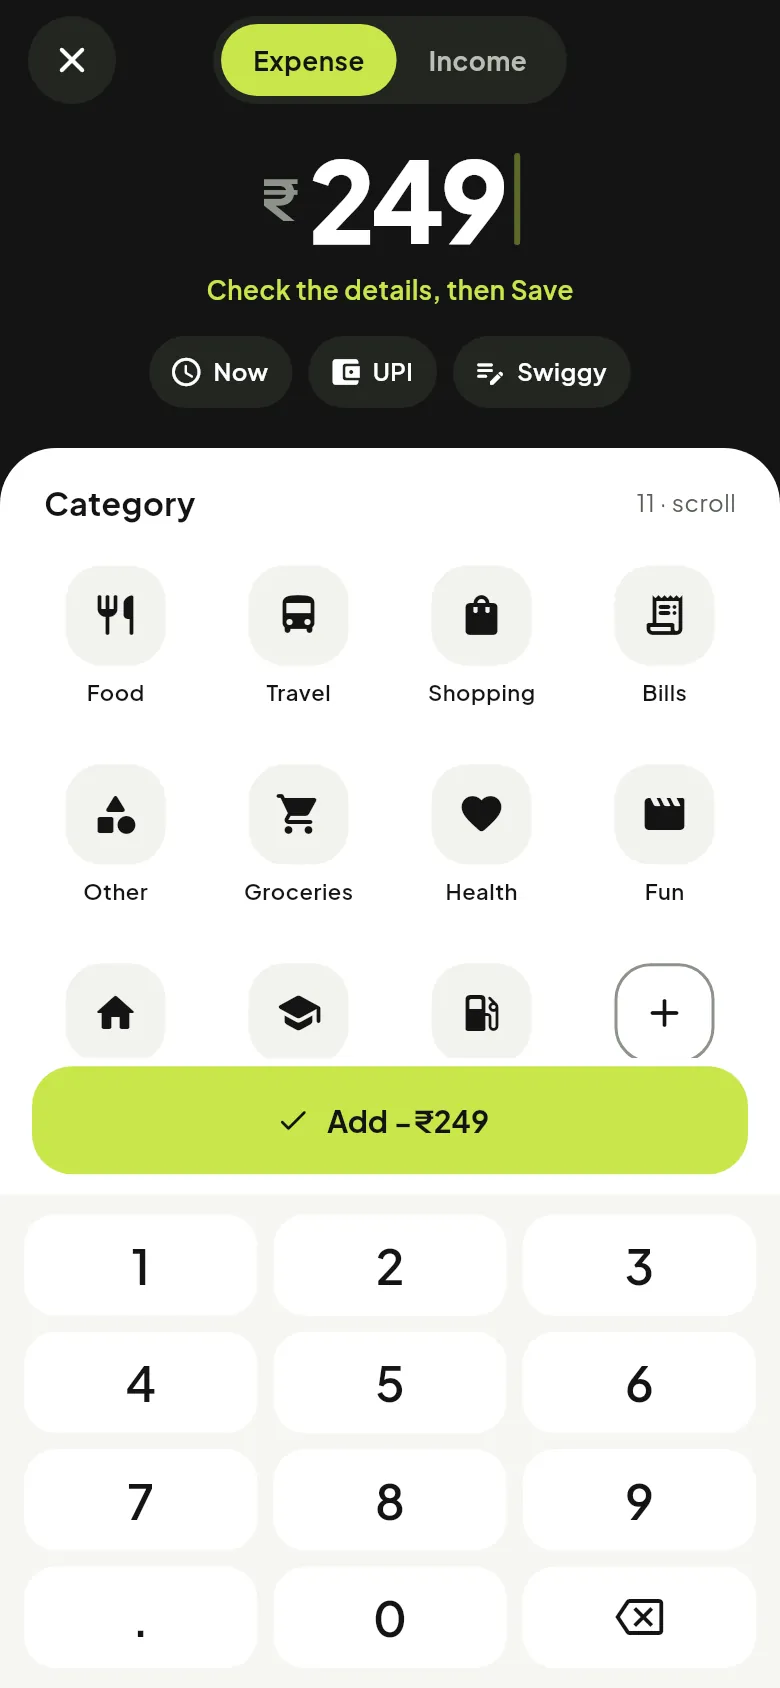 Expense Income
₹ 249
Check the details, then Save
Now UPI Swiggy
Category 11 · scroll
Food Travel Shopping Bills
Other Groceries Health Fun
Add –₹249
1 2 3
4 5 6
7 8 9
. 0